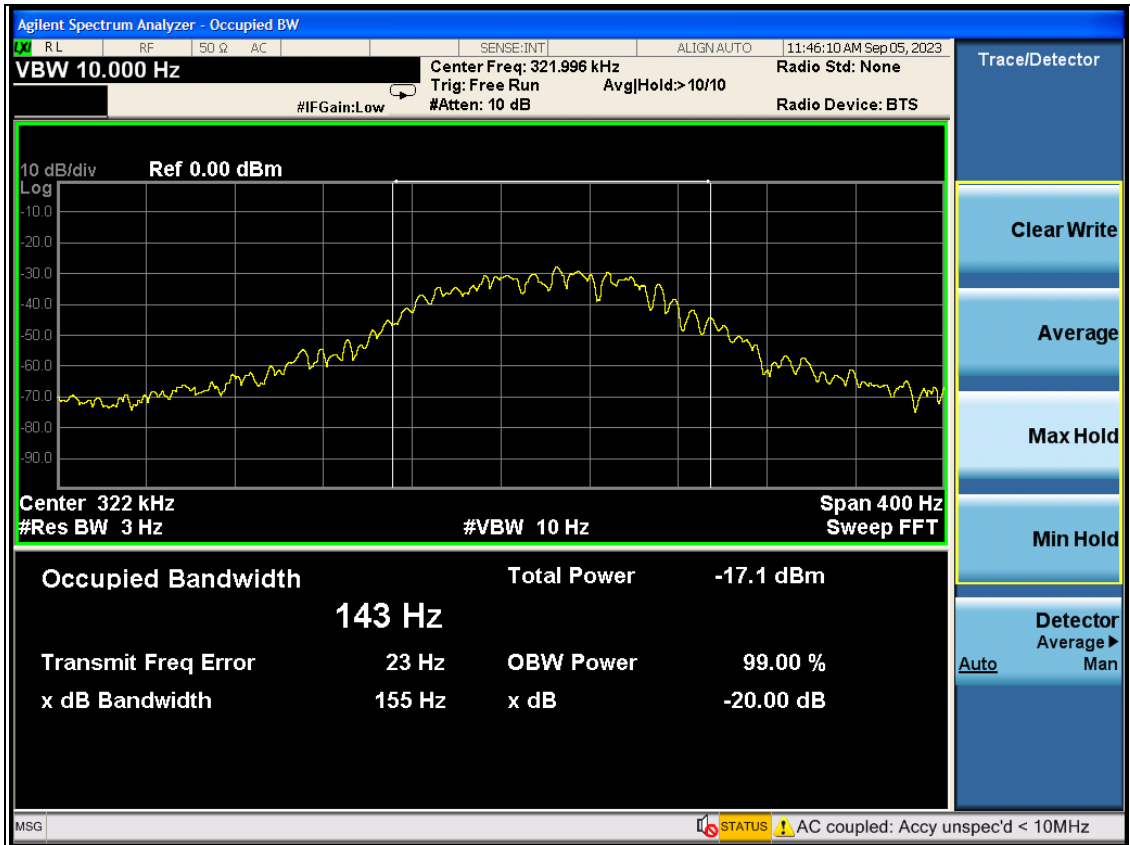 Agilent Spectrum Analyzer - Occupied BW
LXI RL RF 50 Ω AC SENSE:INT ALIGN AUTO 11:46:10 AM Sep 05, 2023
VBW 10.000 Hz
Center Freq: 321.996 kHz Radio Std: None
Trig: Free Run Avg|Hold:>10/10
#IFGain:Low #Atten: 10 dB Radio Device: BTS
10 dB/div Ref 0.00 dBm
Log
-10.0
-20.0
-30.0
-40.0
-50.0
-60.0
-70.0
-80.0
-90.0
Center 322 kHz Span 400 Hz
#Res BW 3 Hz #VBW 10 Hz Sweep FFT
Occupied Bandwidth Total Power -17.1 dBm
143 Hz
Transmit Freq Error 23 Hz OBW Power 99.00 %
x dB Bandwidth 155 Hz x dB -20.00 dB
Trace/Detector
Clear Write
Average
Max Hold
Min Hold
Detector
Average▶
Auto Man
MSG STATUS AC coupled: Accy unspec'd < 10MHz